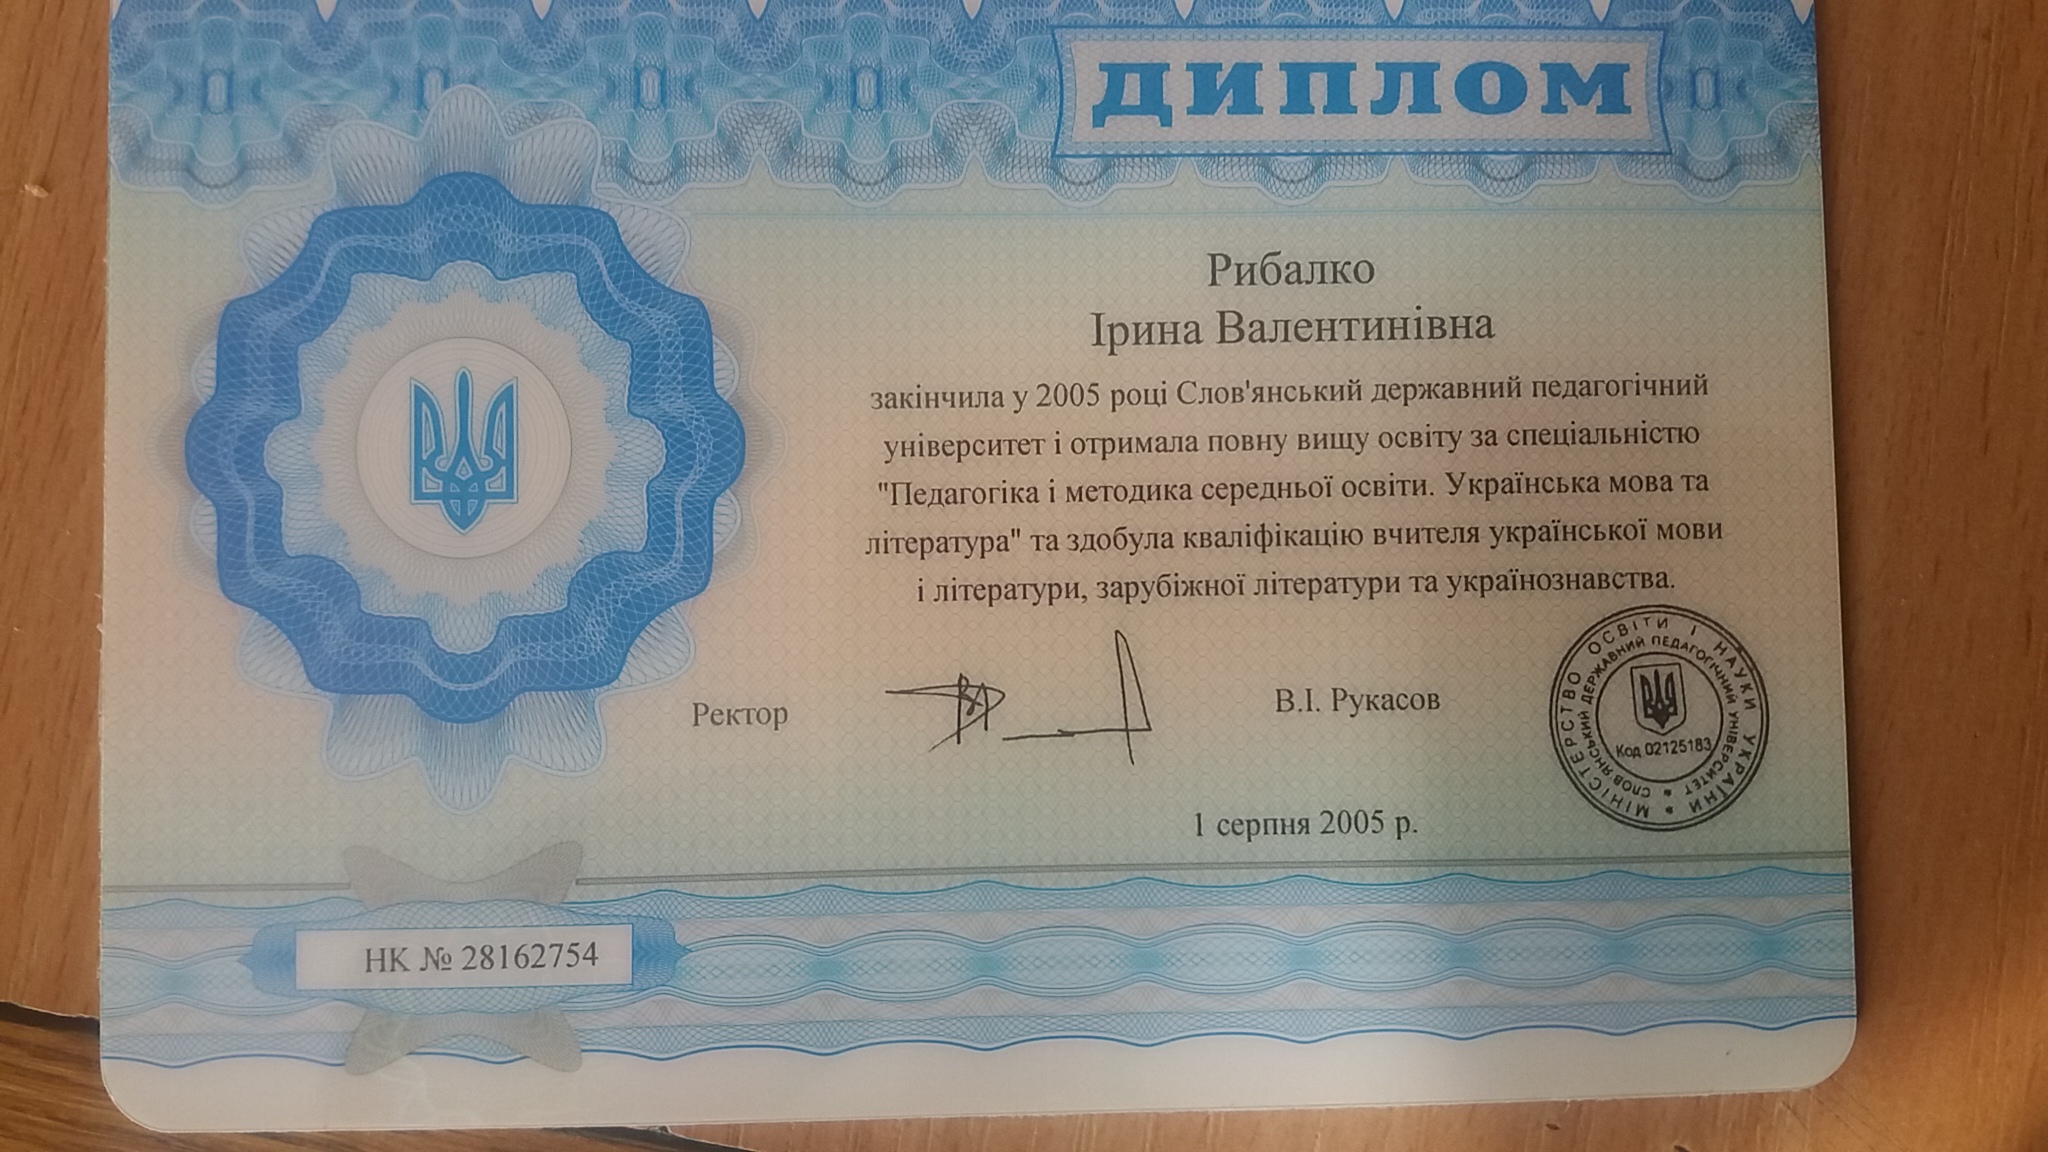 ДИПЛОМ
Рибалко
Ірина Валентинівна
закінчила у 2005 році Слов'янський державний педагогічний
університет і отримала повну вищу освіту за спеціальністю
"Педагогіка і методика середньої освіти. Українська мова та
література" та здобула кваліфікацію вчителя української мови
і літератури, зарубіжної літератури та українознавства.
Ректор
В.І. Рукасов
МІНІСТЕРСТВО ОСВІТИ І НАУКИ УКРАЇНИ
СЛОВ'ЯНСЬКИЙ ДЕРЖАВНИЙ ПЕДАГОГІЧНИЙ УНІВЕРСИТЕТ
Код 02125183
1 серпня 2005 р.
НК № 28162754